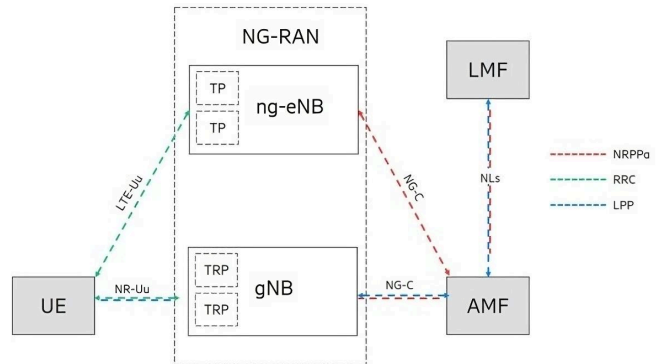 NG-RAN
LMF
TP
TP
ng-eNB
NRPPa
RRC
LPP
LTE-Uu
NG-C
NLs
TRP
TRP
gNB
UE
NR-Uu
NG-C
AMF